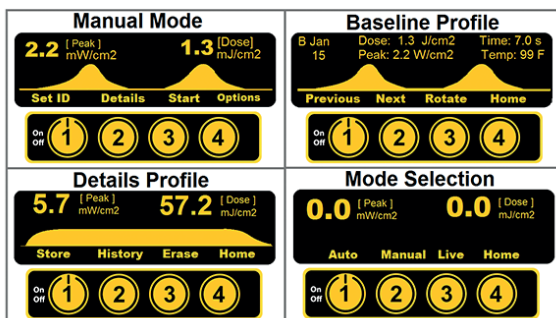 Manual Mode
2.2 [ Peak ] mW/cm2 1.3 [Dose] mJ/cm2
Set ID Details Start Options
On Off 1 2 3 4
Baseline Profile
B Jan Dose: 1.3 J/cm2 Time: 7.0 s
15 Peak: 2.2 W/cm2 Temp: 99 F
Previous Next Rotate Home
On Off 1 2 3 4
Details Profile
5.7 [ Peak ] mW/cm2 57.2 [ Dose ] mJ/cm2
Store History Erase Home
On Off 1 2 3 4
Mode Selection
0.0 [ Peak ] mW/cm2 0.0 [ Dose ] mJ/cm2
Auto Manual Live Home
On Off 1 2 3 4